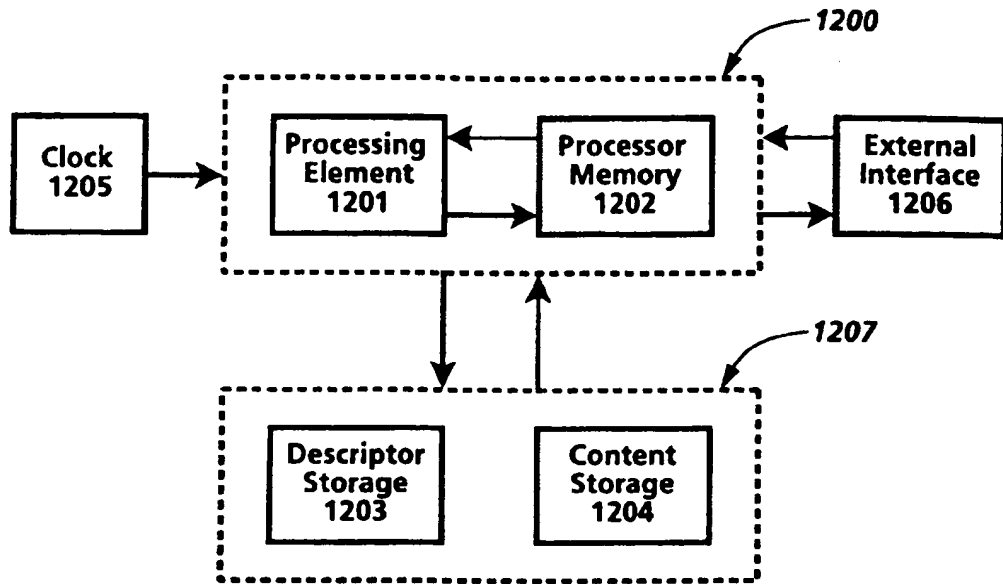 1200
Clock
1205
Processing
Element
1201
Processor
Memory
1202
External
Interface
1206
1207
Descriptor
Storage
1203
Content
Storage
1204